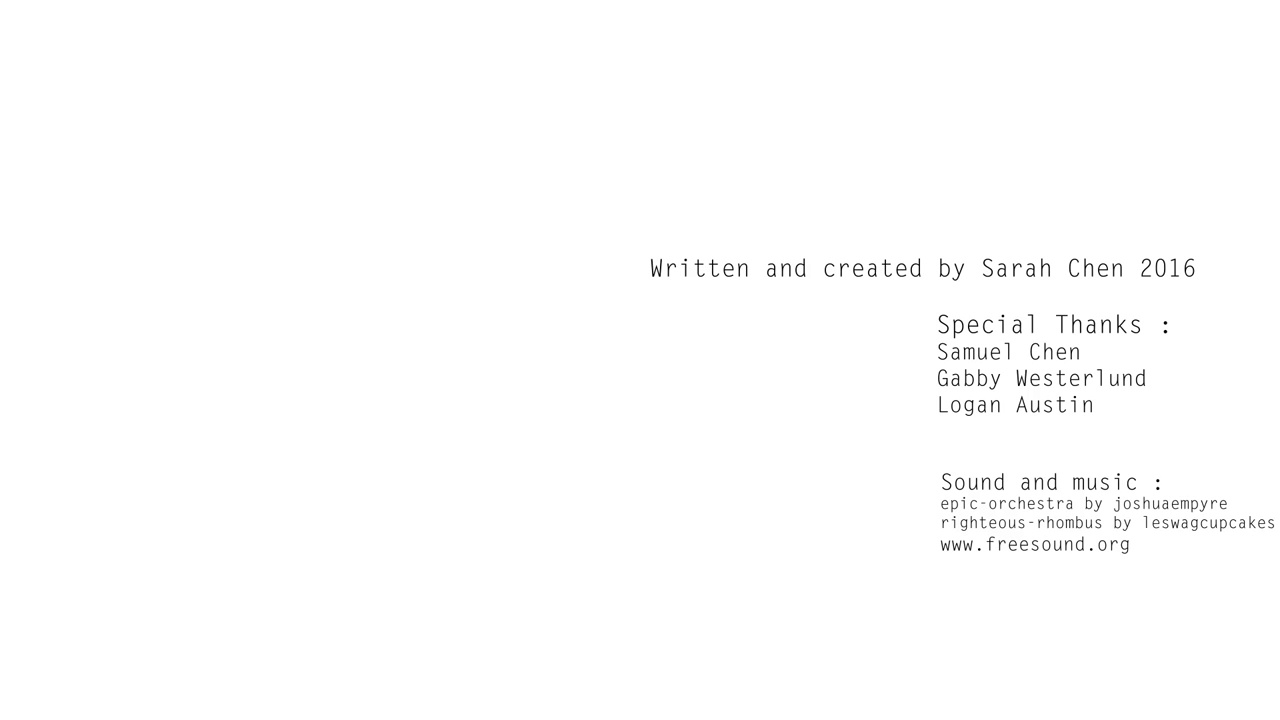 Written and created by Sarah Chen 2016
Special Thanks :
Samuel Chen
Gabby Westerlund
Logan Austin
Sound and music :
epic-orchestra by joshuaempyre
righteous-rhombus by leswagcupcakes
www.freesound.org